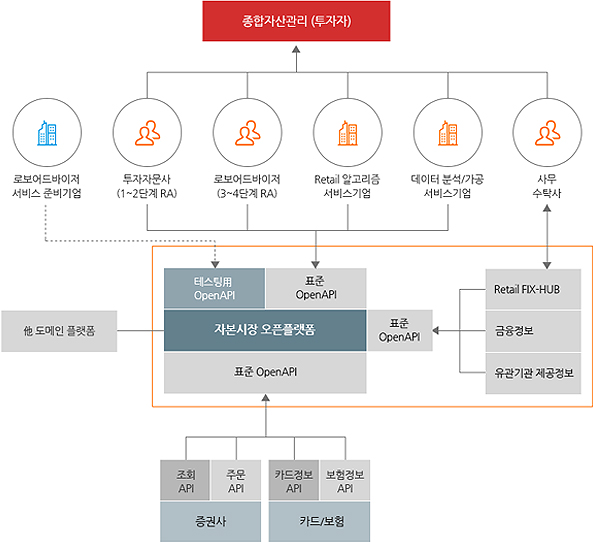 종합자산관리 (투자자)
로보어드바이저
서비스 준비기업
투자자문사
(1~2단계 RA)
로보어드바이저
(3~4단계 RA)
Retail 알고리즘
서비스기업
데이터 분석/가공
서비스기업
사무
수탁사
테스팅用
OpenAPI
표준
OpenAPI
Retail FIX-HUB
他 도메인 플랫폼
자본시장 오픈플랫폼
표준
OpenAPI
금융정보
표준 OpenAPI
유관기관 제공정보
조회
API
주문
API
카드정보
API
보험정보
API
증권사
카드/보험